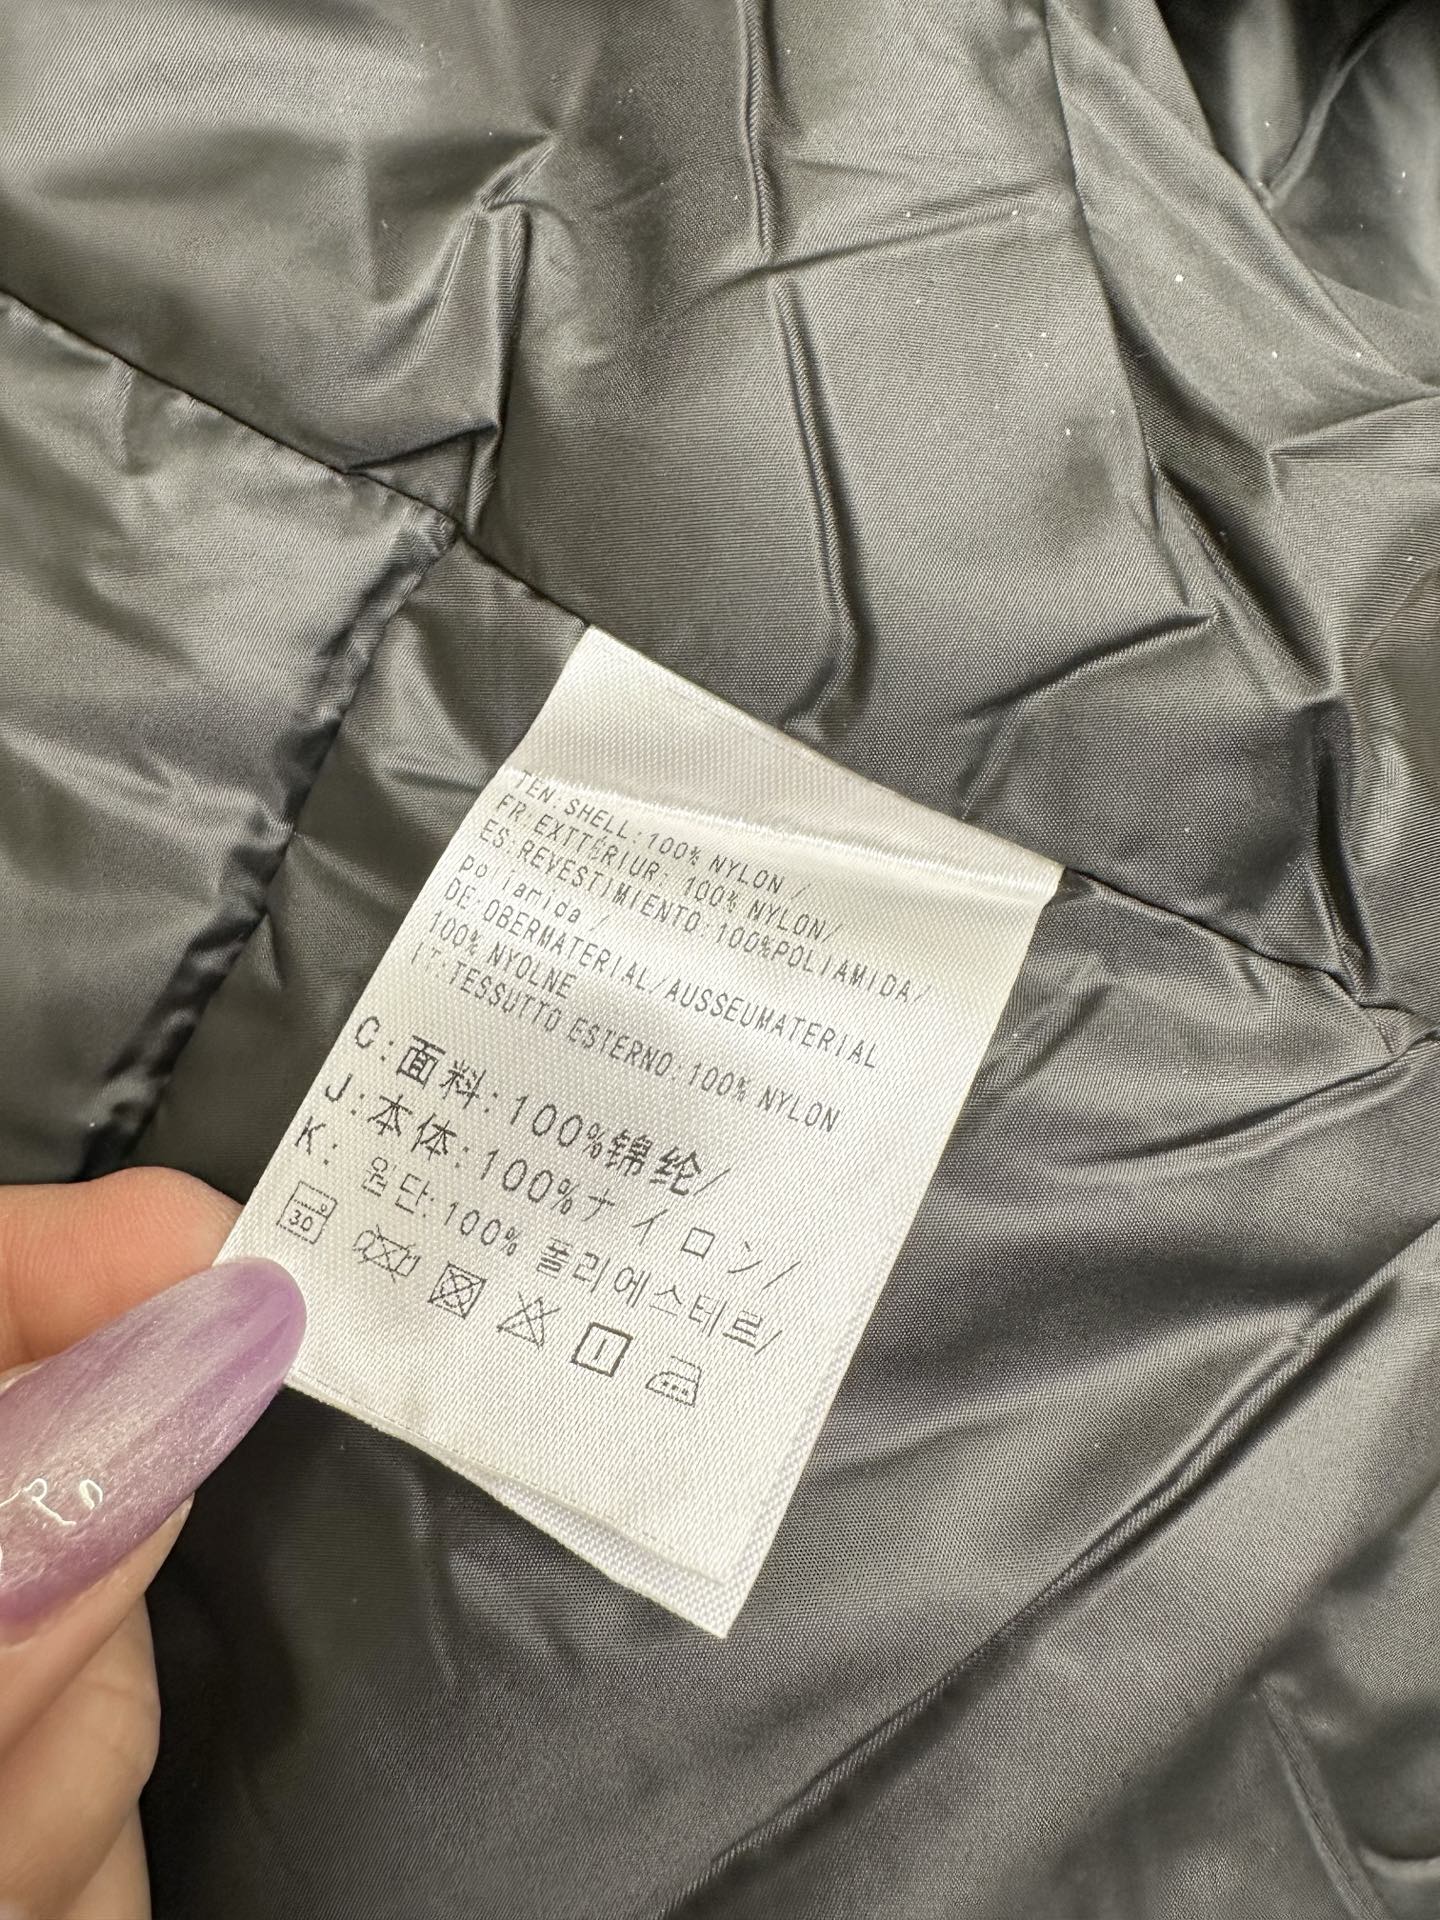 TEN:SHELL:100% NYLON /
FR:EXTTÉRIUR: 100% NYLON/
ES:REVESTIMIENTO:100%POLIAMIDA/
poliamida /
DE:OBERMATERIAL/AUSSEUMATERIAL
100% NYOLNE
IT:TESSUTTO ESTERNO:100% NYLON
C:面料:100%锦纶/
J:本体:100%ナイロン/
K: 원단:100% 폴리에스테르/
30°